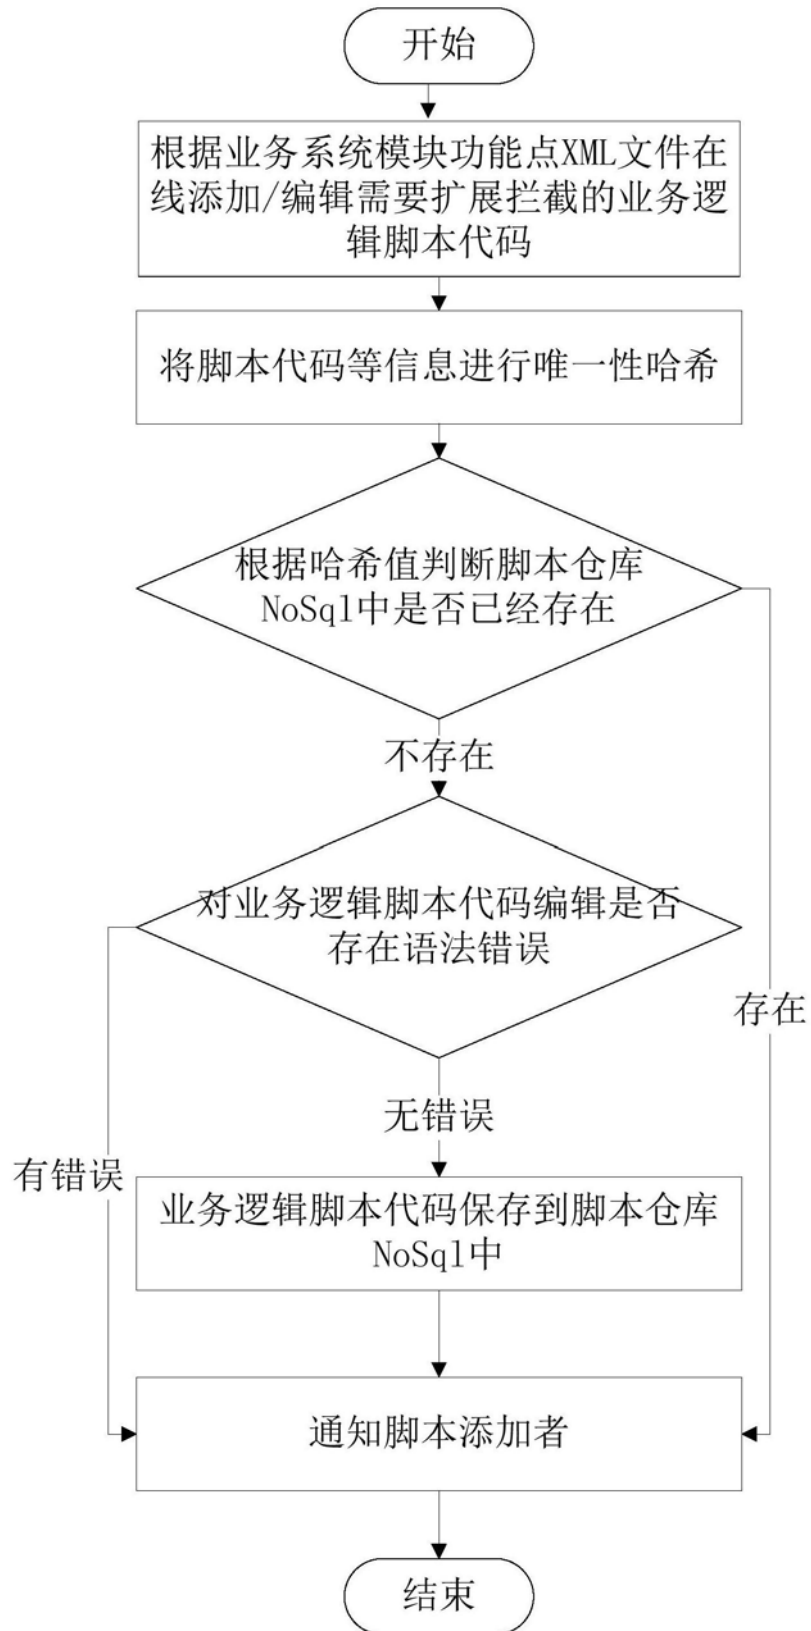 开始
根据业务系统模块功能点XML文件在
线添加/编辑需要扩展拦截的业务逻
辑脚本代码
将脚本代码等信息进行唯一性哈希
根据哈希值判断脚本仓库
NoSql中是否已经存在
不存在
对业务逻辑脚本代码编辑是否
存在语法错误
存在
无错误
有错误
业务逻辑脚本代码保存到脚本仓库
NoSql中
通知脚本添加者
结束